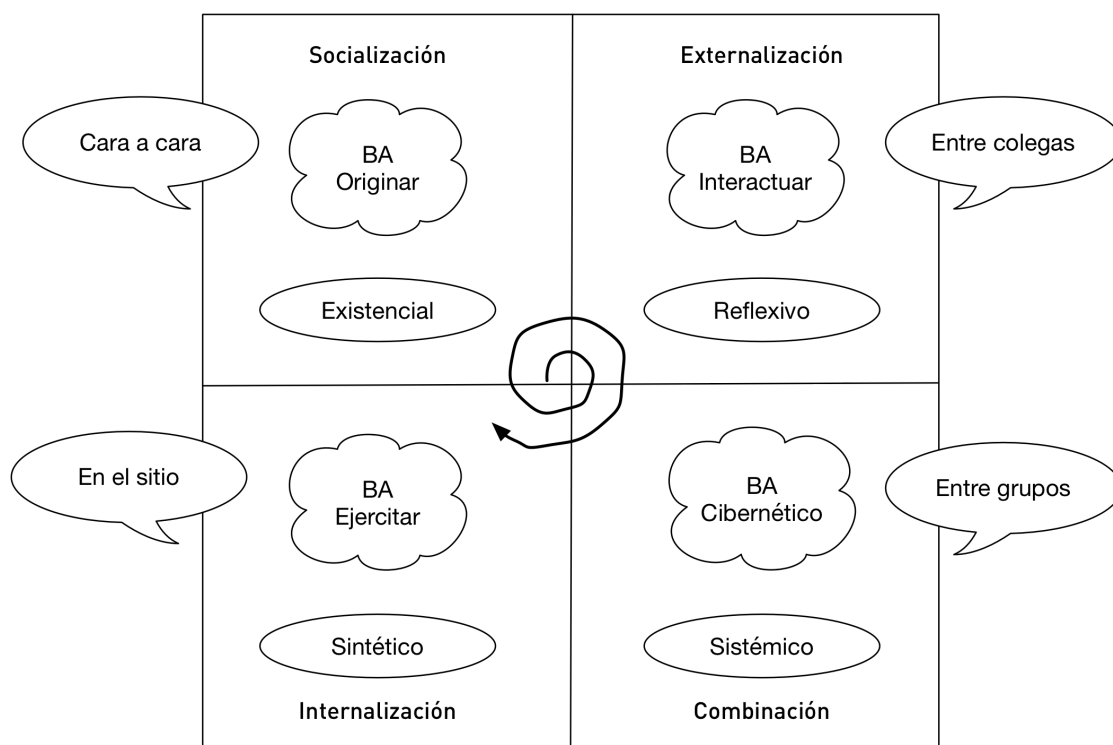 Socialización
Externalización
Cara a cara
BA
Originar
BA
Interactuar
Entre colegas
Existencial
Reflexivo
En el sitio
BA
Ejercitar
BA
Cibernético
Entre grupos
Sintético
Sistémico
Internalización
Combinación